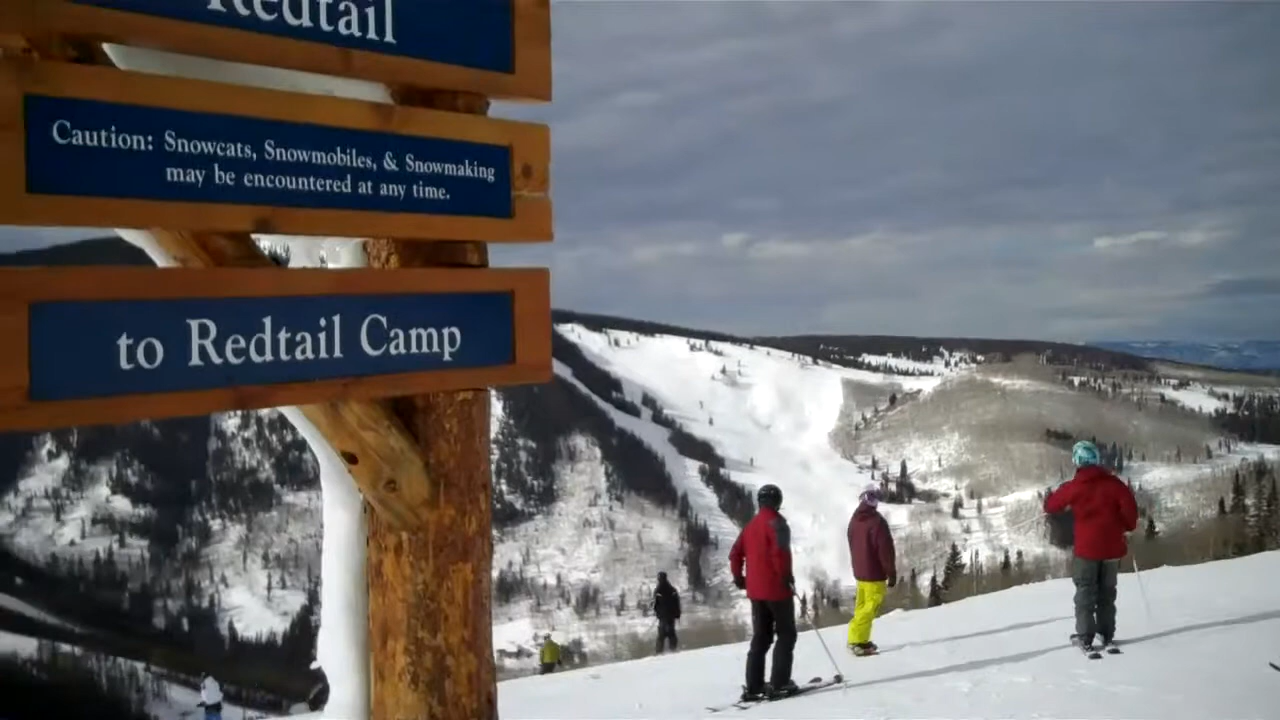 Redtail
Caution: Snowcats, Snowmobiles, & Snowmaking
may be encountered at any time.
to Redtail Camp